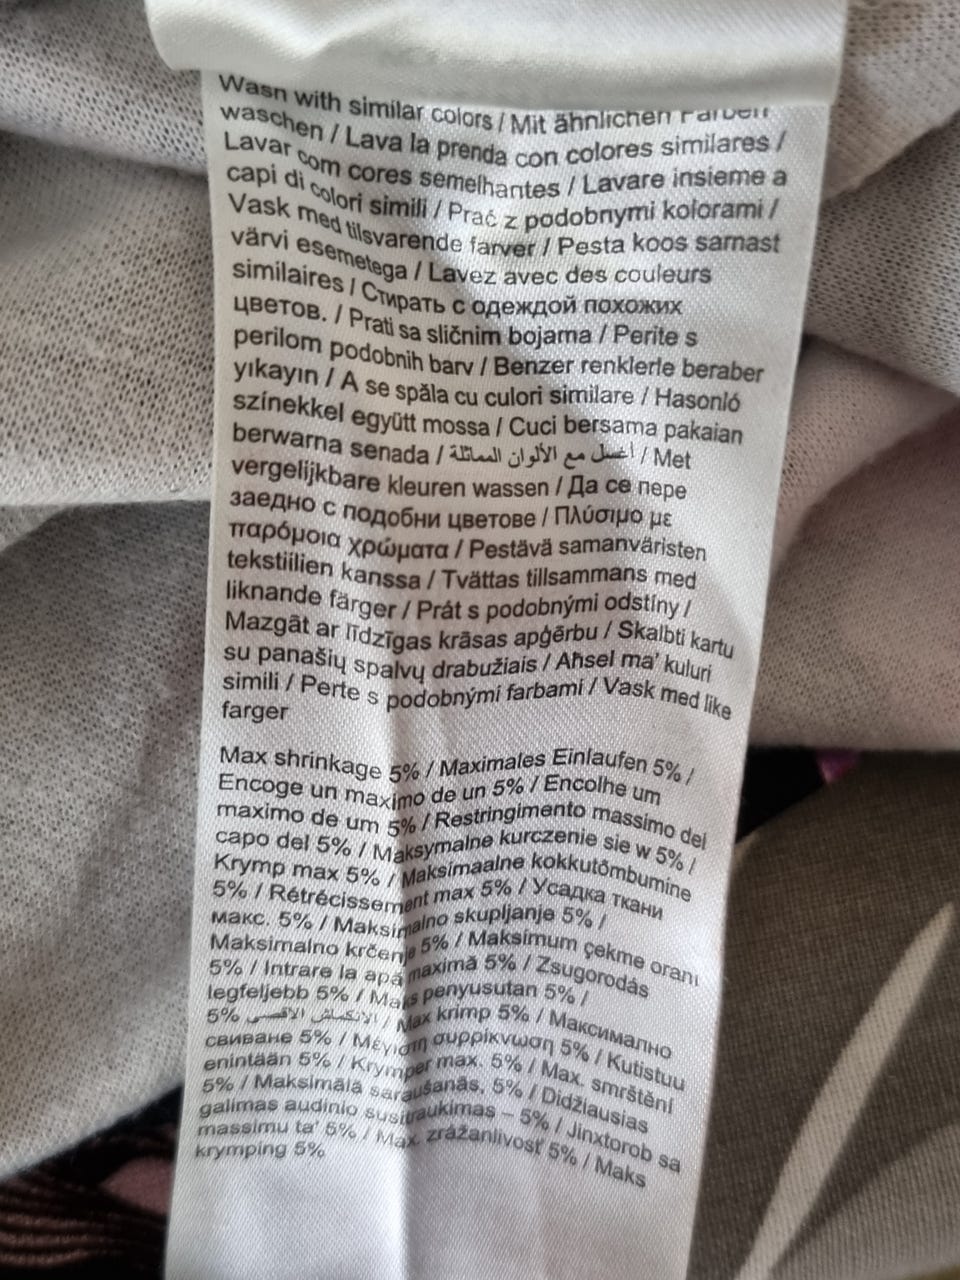 Wash with similar colors / Mit ähnlichen Farben
waschen / Lava la prenda con colores similares /
Lavar com cores semelhantes / Lavare insieme a
capi di colori simili / Prać z podobnymi kolorami /
Vask med tilsvarende farver / Pesta koos sarnast
värvi esemetega / Lavez avec des couleurs
similaires / Стирать с одеждой похожих
цветов. / Prati sa sličnim bojama / Perite s
perilom podobnih barv / Benzer renklerle beraber
yıkayın / A se spăla cu culori similare / Hasonló
színekkel együtt mossa / Cuci bersama pakaian
berwarna senada / أغسل مع الألوان المماثلة / Met
vergelijkbare kleuren wassen / Да се пере
заедно с подобни цветове / Πλύσιμο με
παρόμοια χρώματα / Pestävä samanväristen
tekstiilien kanssa / Tvättas tillsammans med
liknande färger / Prát s podobnými odstíny /
Mazgāt ar līdzīgas krāsas apģērbu / Skalbti kartu
su panašių spalvų drabužiais / Aħsel ma' kuluri
simili / Perte s podobnými farbami / Vask med like
farger
Max shrinkage 5% / Maximales Einlaufen 5% /
Encoge un maximo de un 5% / Encolhe um
maximo de um 5% / Restringimento massimo del
capo del 5% / Maksymalne kurczenie sie w 5% /
Krymp max 5% / Maksimaalne kokkutõmbumine
5% / Rétrécissement max 5% / Усадка ткани
макс. 5% / Maksimalno skupljanje 5% /
Maksimalno krčenje 5% / Maksimum çekme oranı
5% / Intrare la apă maximă 5% / Zsugorodás
legfeljebb 5% / Maks penyusutan 5% /
5% الانكماش الأقصى / Max krimp 5% / Максимално
свиване 5% / Μέγιστη συρρίκνωση 5% / Kutistuu
enintään 5% / Krymper max. 5% / Max. smrštění
5% / Maksimālā saraušanās, 5% / Didžiausias
galimas audinio susitraukimas – 5% / Jinxtorob sa
massimu ta' 5% / Max. zrážanlivosť 5% / Maks
krymping 5%